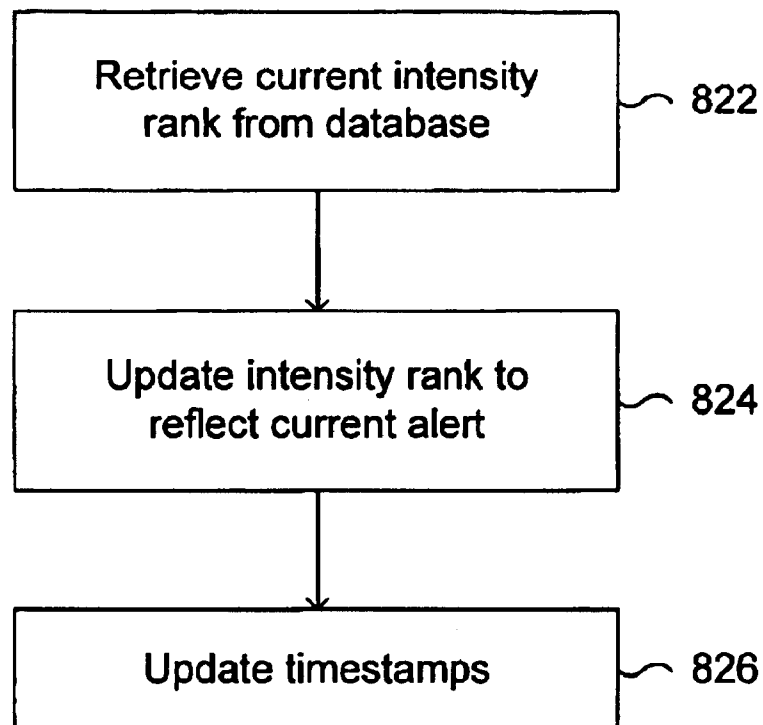 Retrieve current intensity
rank from database
822
Update intensity rank to
reflect current alert
824
Update timestamps
826